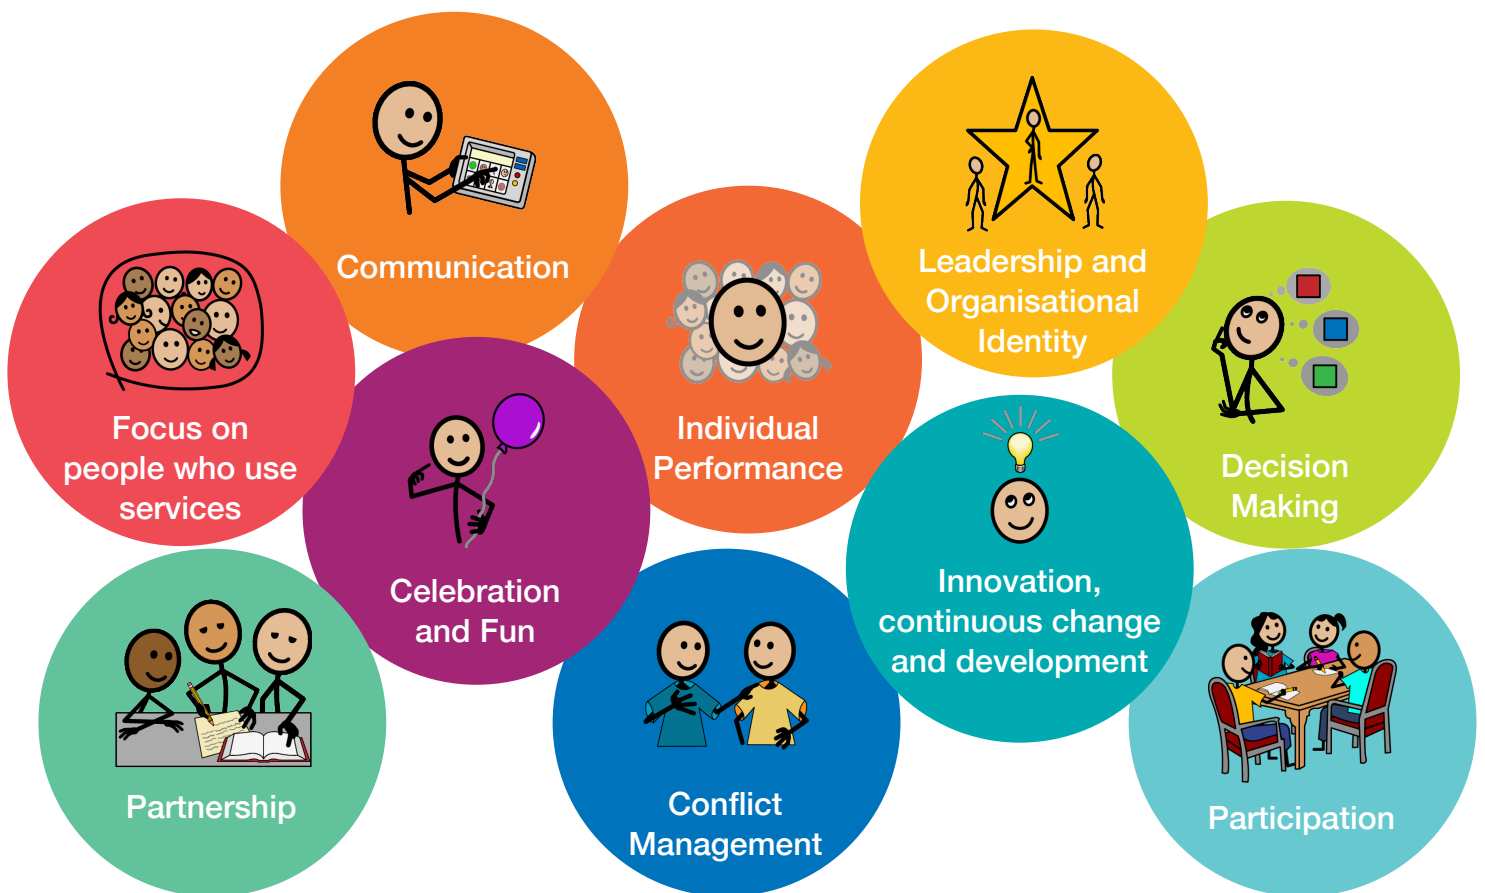 Communication
Leadership and
Organisational
Identity
Focus on
people who use
services
Individual
Performance
Decision
Making
Celebration
and Fun
Innovation,
continuous change
and development
Partnership
Conflict
Management
Participation